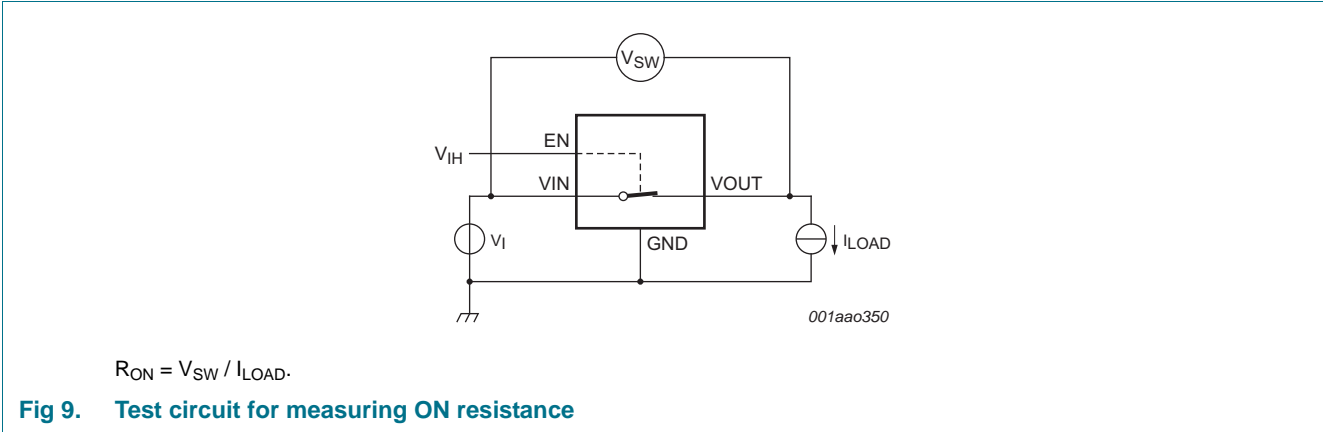 VSW
EN
VIH
VIN
VOUT
VI
GND
ILOAD
001aao350
RON = VSW / ILOAD.
Fig 9. Test circuit for measuring ON resistance